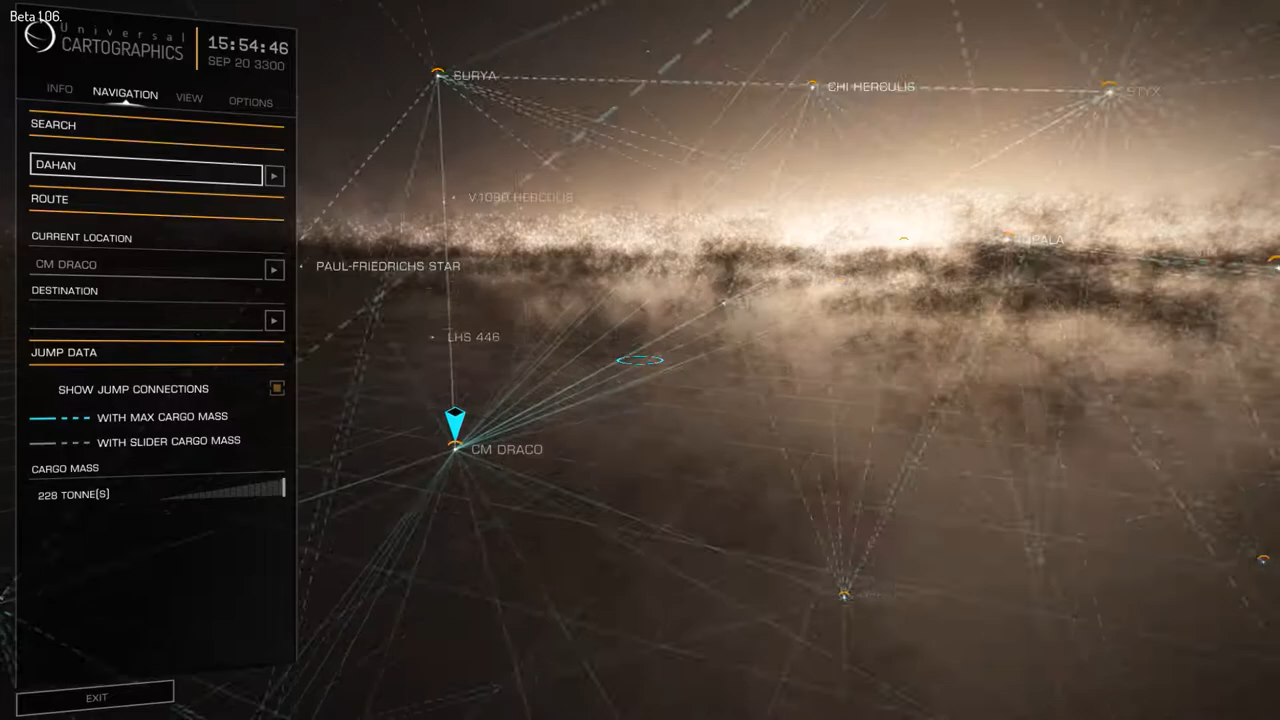 Beta 1.06.
Universal
CARTOGRAPHICS
15:54:46
SEP 20 3300
INFO
NAVIGATION
VIEW
OPTIONS
SEARCH
DAHAN
ROUTE
CURRENT LOCATION
CM DRACO
DESTINATION
JUMP DATA
SHOW JUMP CONNECTIONS
WITH MAX CARGO MASS
WITH SLIDER CARGO MASS
CARGO MASS
228 TONNE(S)
EXIT
SURYA
CHI HERCULIS
STYX
V1090 HERCULIS
PAUL-FRIEDRICHS STAR
LHS 446
CM DRACO